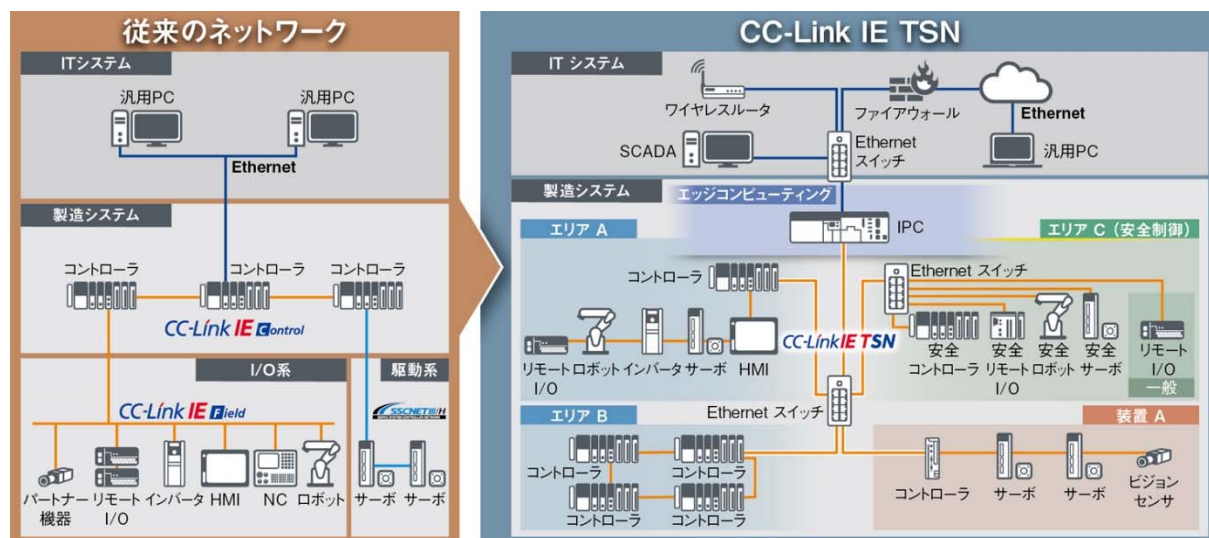 従来のネットワーク
ITシステム
汎用PC
汎用PC
Ethernet
製造システム
コントローラ
コントローラ
コントローラ
CC-Link IE Control
I/O系
駆動系
CC-Link IE Field
SSCNETⅢ/H
SERVO SYSTEM CONTROLLER NETWORK
パートナー
機器
リモート
I/O
インバータ
HMI
NC
ロボット
サーボ
サーボ
CC-Link IE TSN
IT システム
ワイヤレスルータ
ファイアウォール
Ethernet
SCADA
Ethernet
スイッチ
汎用PC
製造システム
エッジコンピューティング
IPC
エリア A
エリア C（安全制御）
コントローラ
Ethernet スイッチ
CC-Link IE TSN
リモート
I/O
ロボット
インバータ
サーボ
HMI
安全
コントローラ
安全
リモート
I/O
安全
ロボット
安全
サーボ
リモート
I/O
一般
Ethernet スイッチ
エリア B
装置 A
コントローラ
コントローラ
コントローラ
コントローラ
コントローラ
サーボ
サーボ
ビジョン
センサ